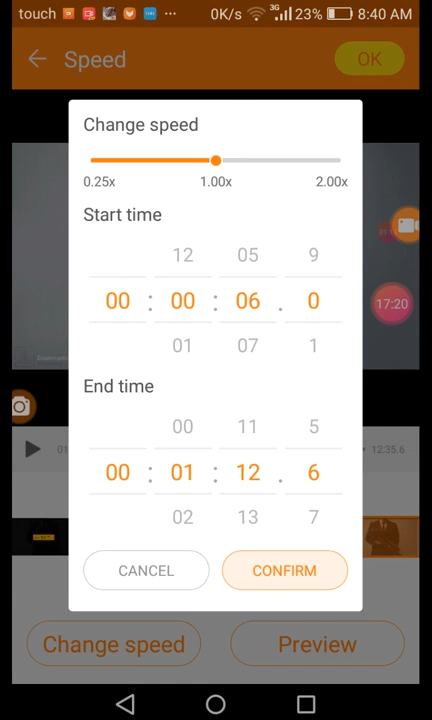 touch ... 0K/s 3G 23% 8:40 AM
Speed OK
Change speed
0.25x 1.00x 2.00x
Start time
12 05 9
00 : 00 : 06 . 0
01 07 1
17:20
End time
00 11 5
00 : 01 : 12 . 6
02 13 7
01 12:35.6
CANCEL CONFIRM
Change speed Preview